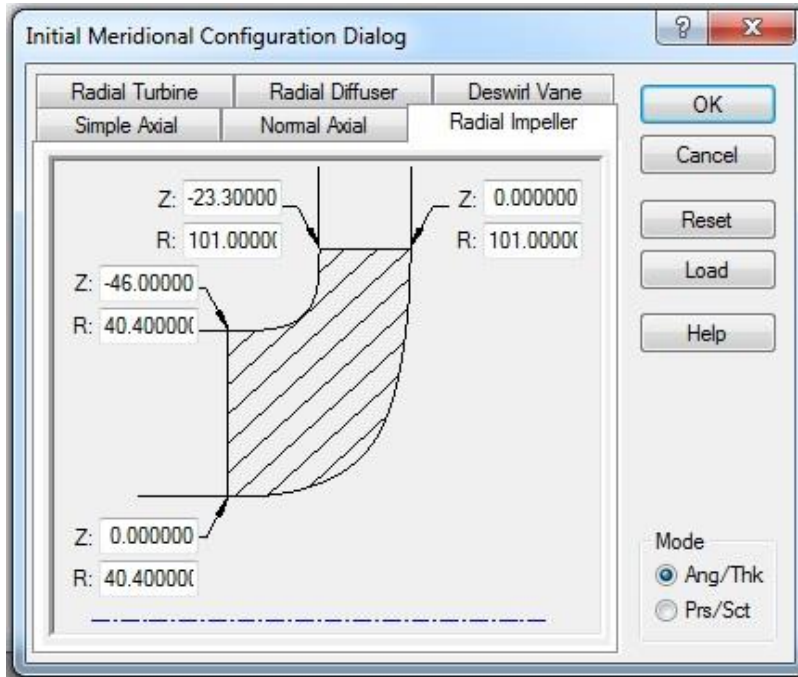 Initial Meridional Configuration Dialog
Radial Turbine
Radial Diffuser
Deswirl Vane
Simple Axial
Normal Axial
Radial Impeller
Z: -23.30000
R: 101.0000(
Z: 0.000000
R: 101.0000(
Z: -46.00000
R: 40.40000(
Z: 0.000000
R: 40.40000(
OK
Cancel
Reset
Load
Help
Mode
Ang/Thk
Prs/Sct